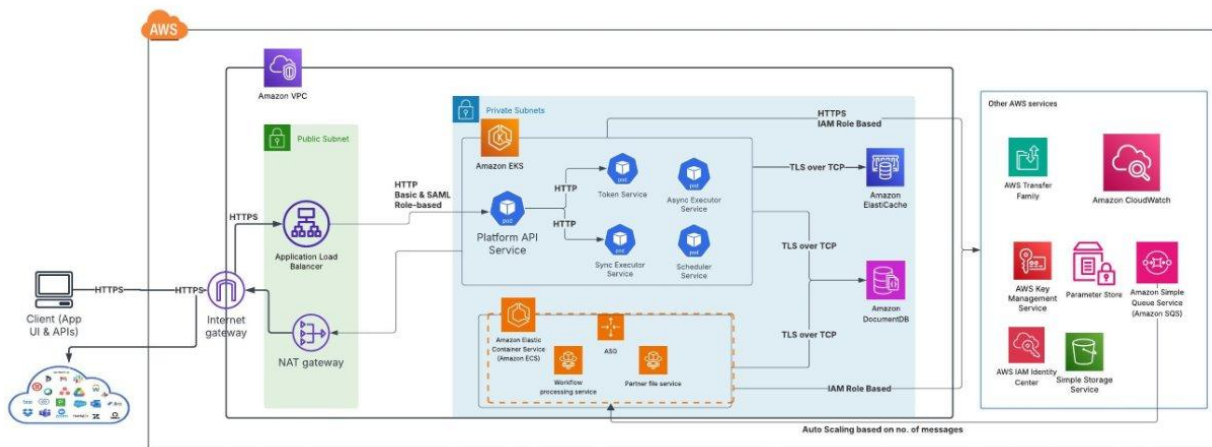 AWS
Amazon VPC
Public Subnet
HTTPS
Application Load
Balancer
NAT gateway
Internet
gateway
HTTPS
HTTPS
Client (App
UI & APIs)
HTTP
Basic & SAML
Role-based
Private Subnets
Amazon EKS
pod
Platform API
Service
HTTP
HTTP
pod
Token Service
pod
Async Executor
Service
pod
Sync Executor
Service
pod
Scheduler
Service
HTTPS
IAM Role Based
TLS over TCP
Amazon
ElastiCache
TLS over TCP
Amazon
DocumentDB
TLS over TCP
Amazon Elastic
Container Service
(Amazon ECS)
ASG
Workflow
processing service
Partner file service
IAM Role Based
Auto Scaling based on no. of messages
Other AWS services
AWS Transfer
Family
Amazon CloudWatch
AWS Key
Management
Service
Parameter Store
Amazon Simple
Queue Service
(Amazon SQS)
AWS IAM Identity
Center
Simple Storage
Service